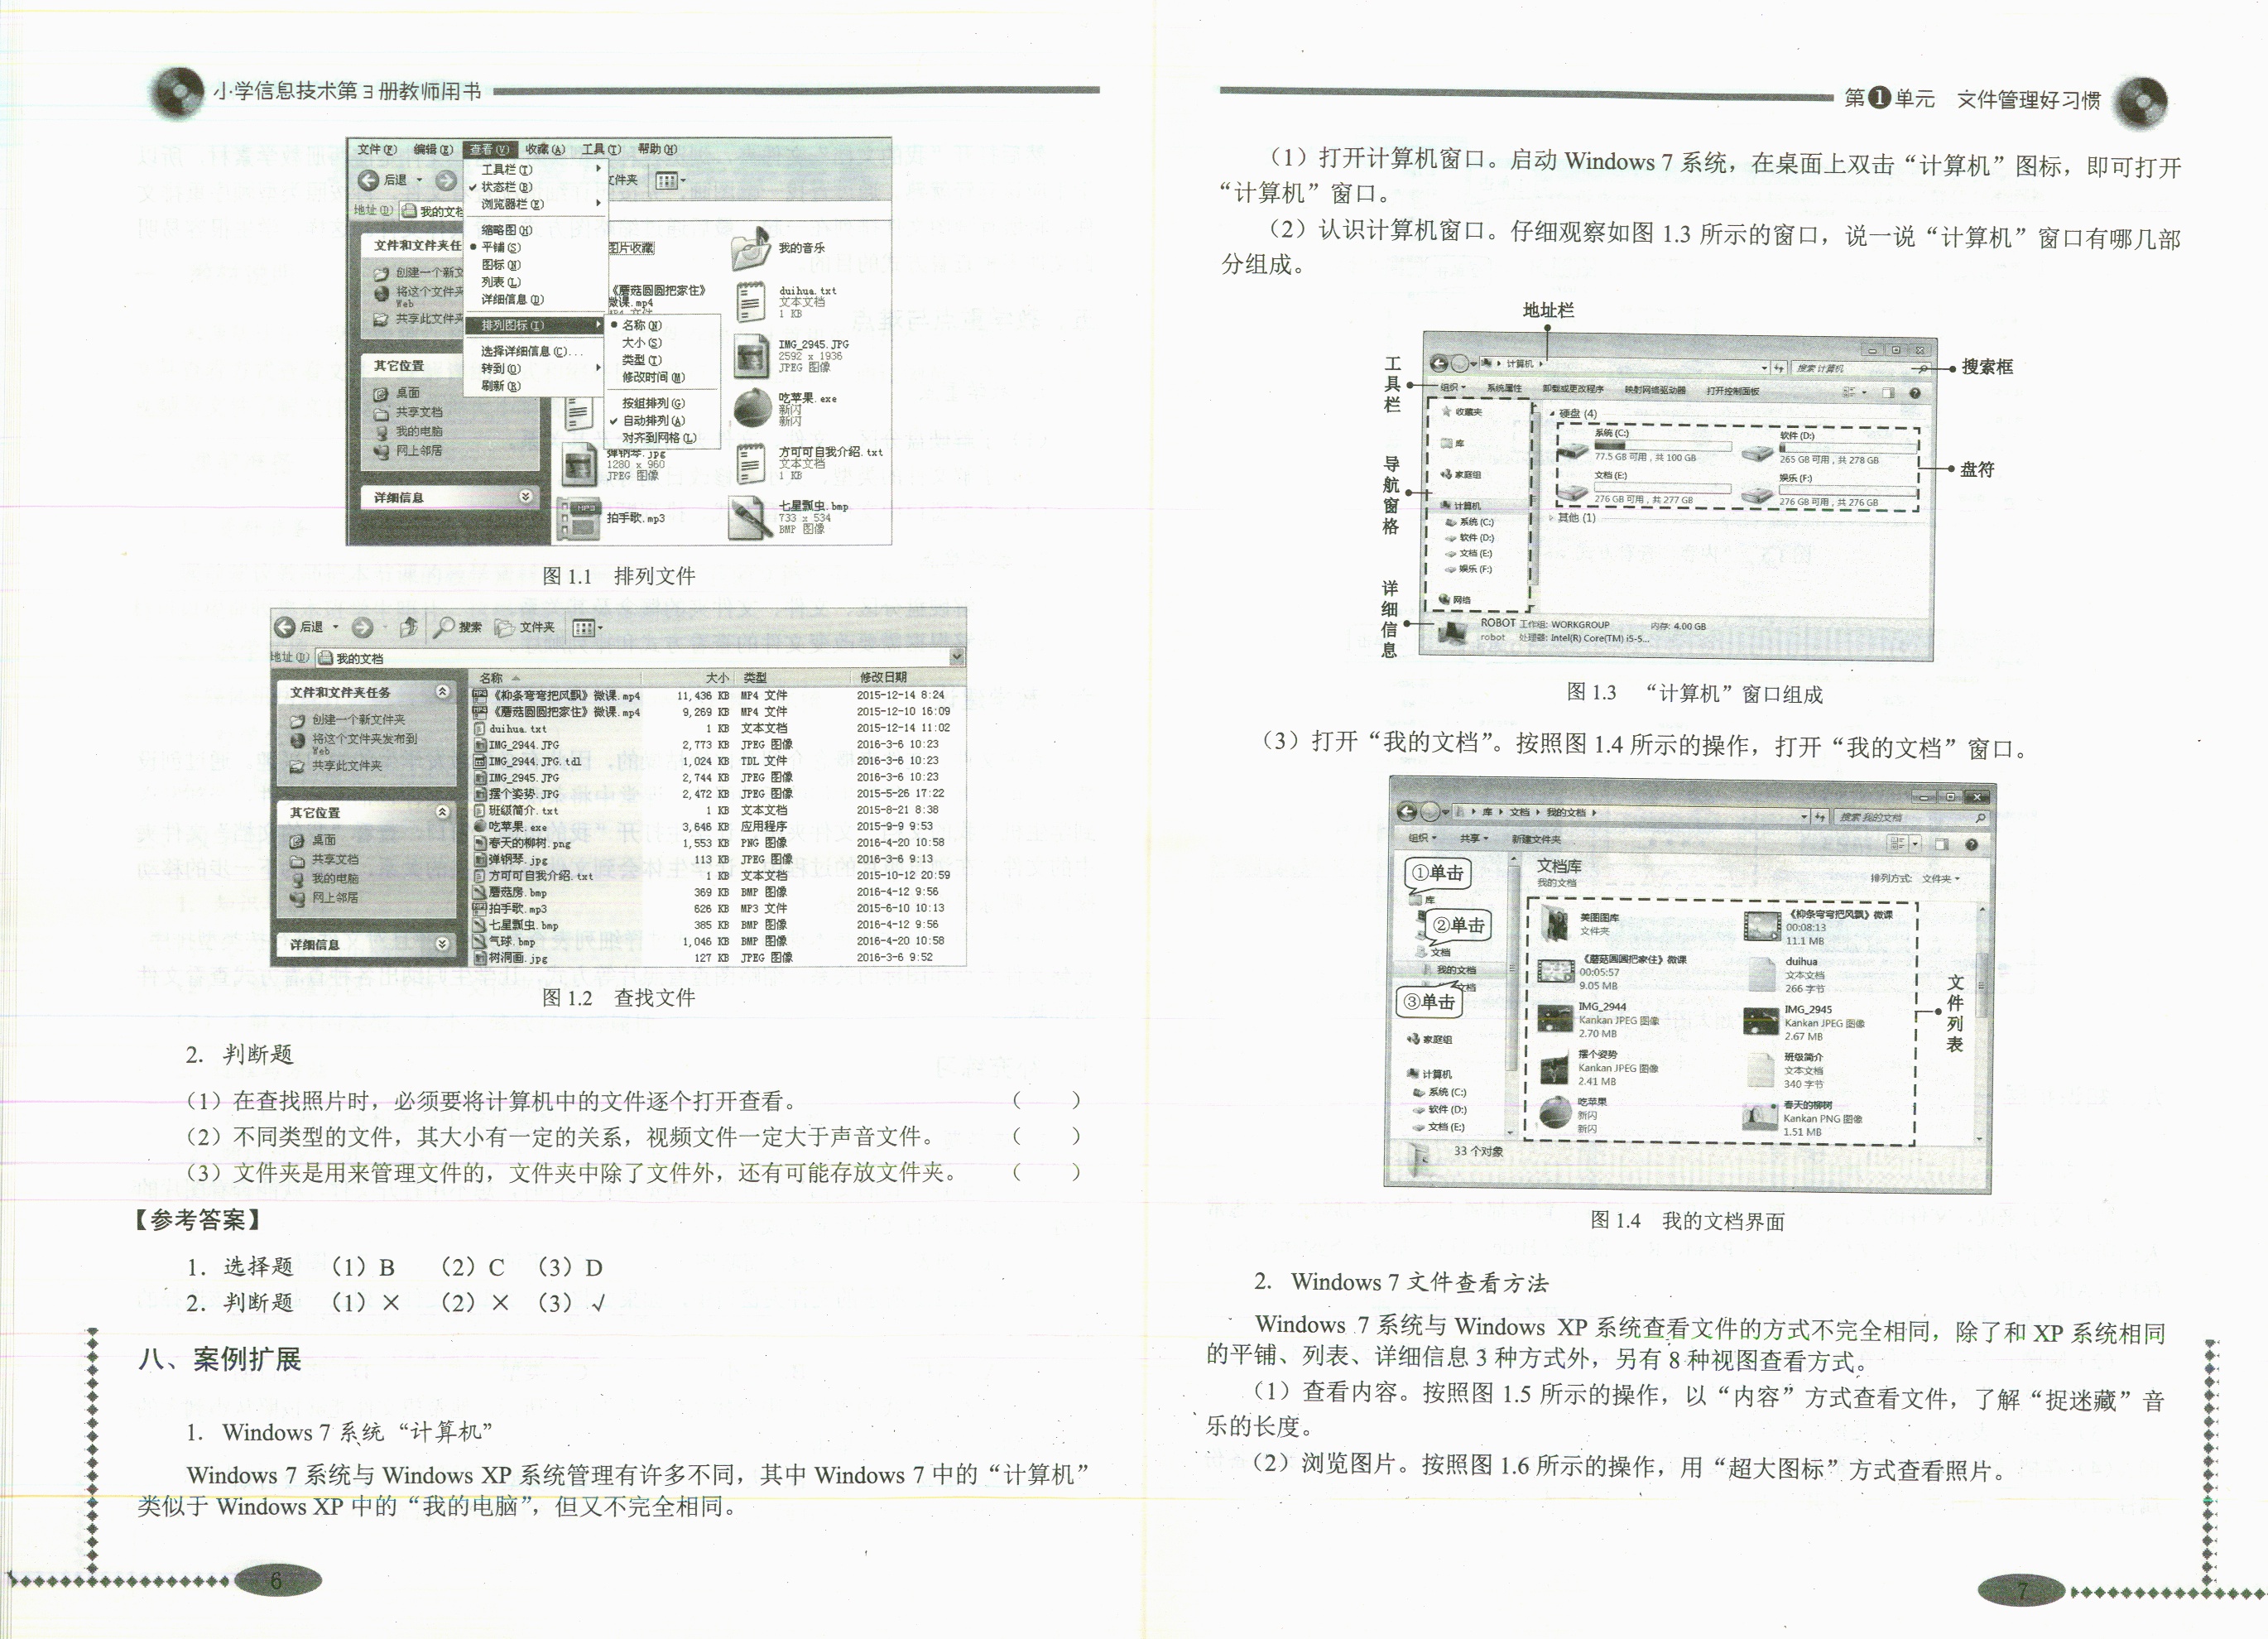 小学信息技术第3册教师用书
文件(F) 编辑(E) 查看(V) 收藏(A) 工具(T) 帮助(H)
后退
文件夹
工具栏(T)
状态栏(B)
浏览器栏(E)
地址(D) 我的文档
缩略图(H)
平铺(S)
图标(N)
列表(L)
详细信息(D)
排列图标(I)
选择详细信息(C)...
转到(O)
刷新(R)
名称(N)
大小(S)
类型(T)
修改时间(M)
按组排列(G)
自动排列(A)
对齐到网格(L)
文件和文件夹任
创建一个新文
将这个文件夹
Web
共享此文件夹
其它位置
桌面
共享文档
我的电脑
网上邻居
详细信息
图片收藏
我的音乐
《蘑菇圆圆把家住》
微课.mp4
duihua.txt
文本文档
1 KB
IMG_2945.JPG
2592 x 1936
JPEG 图像
吃苹果.exe
新闪
新闪
弹钢琴.jpg
1280 x 960
JPEG 图像
方可可自我介绍.txt
文本文档
1 KB
拍手歌.mp3
七星瓢虫.bmp
733 x 534
BMP 图像
图 1.1 排列文件
后退 搜索 文件夹
地址(D) 我的文档
文件和文件夹任务
创建一个新文件夹
将这个文件夹发布到
Web
共享此文件夹
其它位置
桌面
共享文档
我的电脑
网上邻居
详细信息
名称 大小 类型 修改日期
《柳条弯弯把风飘》微课.mp4 11,436 KB MP4 文件 2015-12-14 8:24
《蘑菇圆圆把家住》微课.mp4 9,269 KB MP4 文件 2015-12-10 16:09
duihua.txt 1 KB 文本文档 2015-12-14 11:02
IMG_2944.JPG 2,773 KB JPEG 图像 2016-3-6 10:23
IMG_2944.JPG.tdl 1,024 KB TDL 文件 2016-3-6 10:23
IMG_2945.JPG 2,744 KB JPEG 图像 2016-3-6 10:23
摆个姿势.JPG 2,472 KB JPEG 图像 2015-5-26 17:22
班级简介.txt 1 KB 文本文档 2015-8-21 8:38
吃苹果.exe 3,646 KB 应用程序 2015-9-9 9:53
春天的柳树.png 1,553 KB PNG 图像 2016-4-20 10:58
弹钢琴.jpg 113 KB JPEG 图像 2016-3-6 9:13
方可可自我介绍.txt 1 KB 文本文档 2015-10-12 20:59
蘑菇房.bmp 369 KB BMP 图像 2016-4-12 9:56
拍手歌.mp3 626 KB MP3 文件 2015-6-10 10:13
七星瓢虫.bmp 385 KB BMP 图像 2016-4-12 9:56
气球.bmp 1,046 KB BMP 图像 2016-4-20 10:58
树洞画.jpg 127 KB JPEG 图像 2016-3-6 9:52
图 1.2 查找文件
2. 判断题
（1）在查找照片时，必须要将计算机中的文件逐个打开查看。 （ ）
（2）不同类型的文件，其大小有一定的关系，视频文件一定大于声音文件。 （ ）
（3）文件夹是用来管理文件的，文件夹中除了文件外，还有可能存放文件夹。 （ ）
【参考答案】
1. 选择题 （1）B （2）C （3）D
2. 判断题 （1）× （2）× （3）√
八、案例扩展
1. Windows 7 系统“计算机”
Windows 7 系统与 Windows XP 系统管理有许多不同，其中 Windows 7 中的“计算机”
类似于 Windows XP 中的“我的电脑”，但又不完全相同。
6
第1单元 文件管理好习惯
（1）打开计算机窗口。启动 Windows 7 系统，在桌面上双击“计算机”图标，即可打开
“计算机”窗口。
（2）认识计算机窗口。仔细观察如图 1.3 所示的窗口，说一说“计算机”窗口有哪几部
分组成。
地址栏
工具栏
导航窗格
详细信息
搜索框
盘符
计算机
搜索 计算机
组织 系统属性 卸载或更改程序 映射网络驱动器 打开控制面板
收藏夹
库
家庭组
计算机
系统 (C:)
软件 (D:)
文档 (E:)
娱乐 (F:)
网络
硬盘 (4)
系统 (C:)
77.5 GB 可用，共 100 GB
软件 (D:)
265 GB 可用，共 278 GB
文档 (E:)
276 GB 可用，共 277 GB
娱乐 (F:)
276 GB 可用，共 276 GB
其他 (1)
ROBOT 工作组: WORKGROUP 内存: 4.00 GB
robot 处理器: Intel(R) Core(TM) i5-5...
图 1.3 “计算机”窗口组成
（3）打开“我的文档”。按照图 1.4 所示的操作，打开“我的文档”窗口。
库 文档 我的文档
搜索 我的文档
组织 共享 新建文件夹
①单击
库
②单击
文档
我的文档
③单击
家庭组
计算机
系统 (C:)
软件 (D:)
文档 (E:)
文档库
我的文档
排列方式: 文件夹
美图图库
文件夹
《柳条弯弯把风飘》微课
00:08:13
11.1 MB
《蘑菇圆圆把家住》微课
00:05:57
9.05 MB
duihua
文本文档
266 字节
IMG_2944
Kankan JPEG 图像
2.70 MB
IMG_2945
Kankan JPEG 图像
2.67 MB
摆个姿势
Kankan JPEG 图像
2.41 MB
班级简介
文本文档
340 字节
吃苹果
新闪
新闪
春天的柳树
Kankan PNG 图像
1.51 MB
文件列表
33 个对象
图 1.4 我的文档界面
2. Windows 7 文件查看方法
Windows 7 系统与 Windows XP 系统查看文件的方式不完全相同，除了和 XP 系统相同
的平铺、列表、详细信息 3 种方式外，另有 8 种视图查看方式。
（1）查看内容。按照图 1.5 所示的操作，以“内容”方式查看文件，了解“捉迷藏”音
乐的长度。
（2）浏览图片。按照图 1.6 所示的操作，用“超大图标”方式查看照片。
7